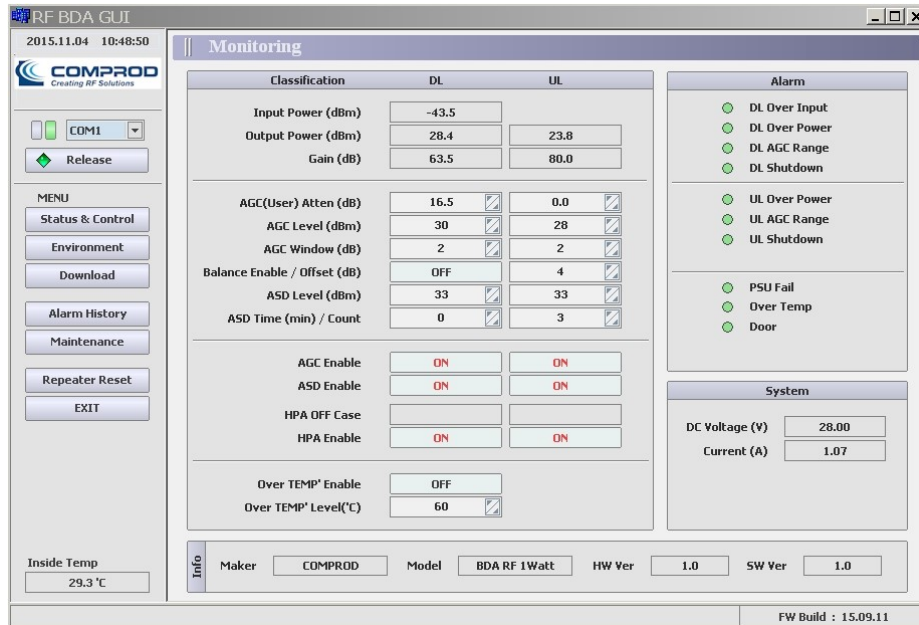 RF BDA GUI
2015.11.04 10:48:50
COMPROD
Creating RF Solutions
COM1
Release
MENU
Status & Control
Environment
Download
Alarm History
Maintenance
Repeater Reset
EXIT
Inside Temp
29.3 'C
Monitoring
Classification DL UL
Input Power (dBm) -43.5
Output Power (dBm) 28.4 23.8
Gain (dB) 63.5 80.0
AGC(User) Atten (dB) 16.5 0.0
AGC Level (dBm) 30 28
AGC Window (dB) 2 2
Balance Enable / Offset (dB) OFF 4
ASD Level (dBm) 33 33
ASD Time (min) / Count 0 3
AGC Enable ON ON
ASD Enable ON ON
HPA OFF Case
HPA Enable ON ON
Over TEMP' Enable OFF
Over TEMP' Level('C) 60
Alarm
DL Over Input
DL Over Power
DL AGC Range
DL Shutdown
UL Over Power
UL AGC Range
UL Shutdown
PSU Fail
Over Temp
Door
System
DC Voltage (V) 28.00
Current (A) 1.07
Info
Maker COMPROD Model BDA RF 1Watt HW Ver 1.0 SW Ver 1.0
FW Build : 15.09.11